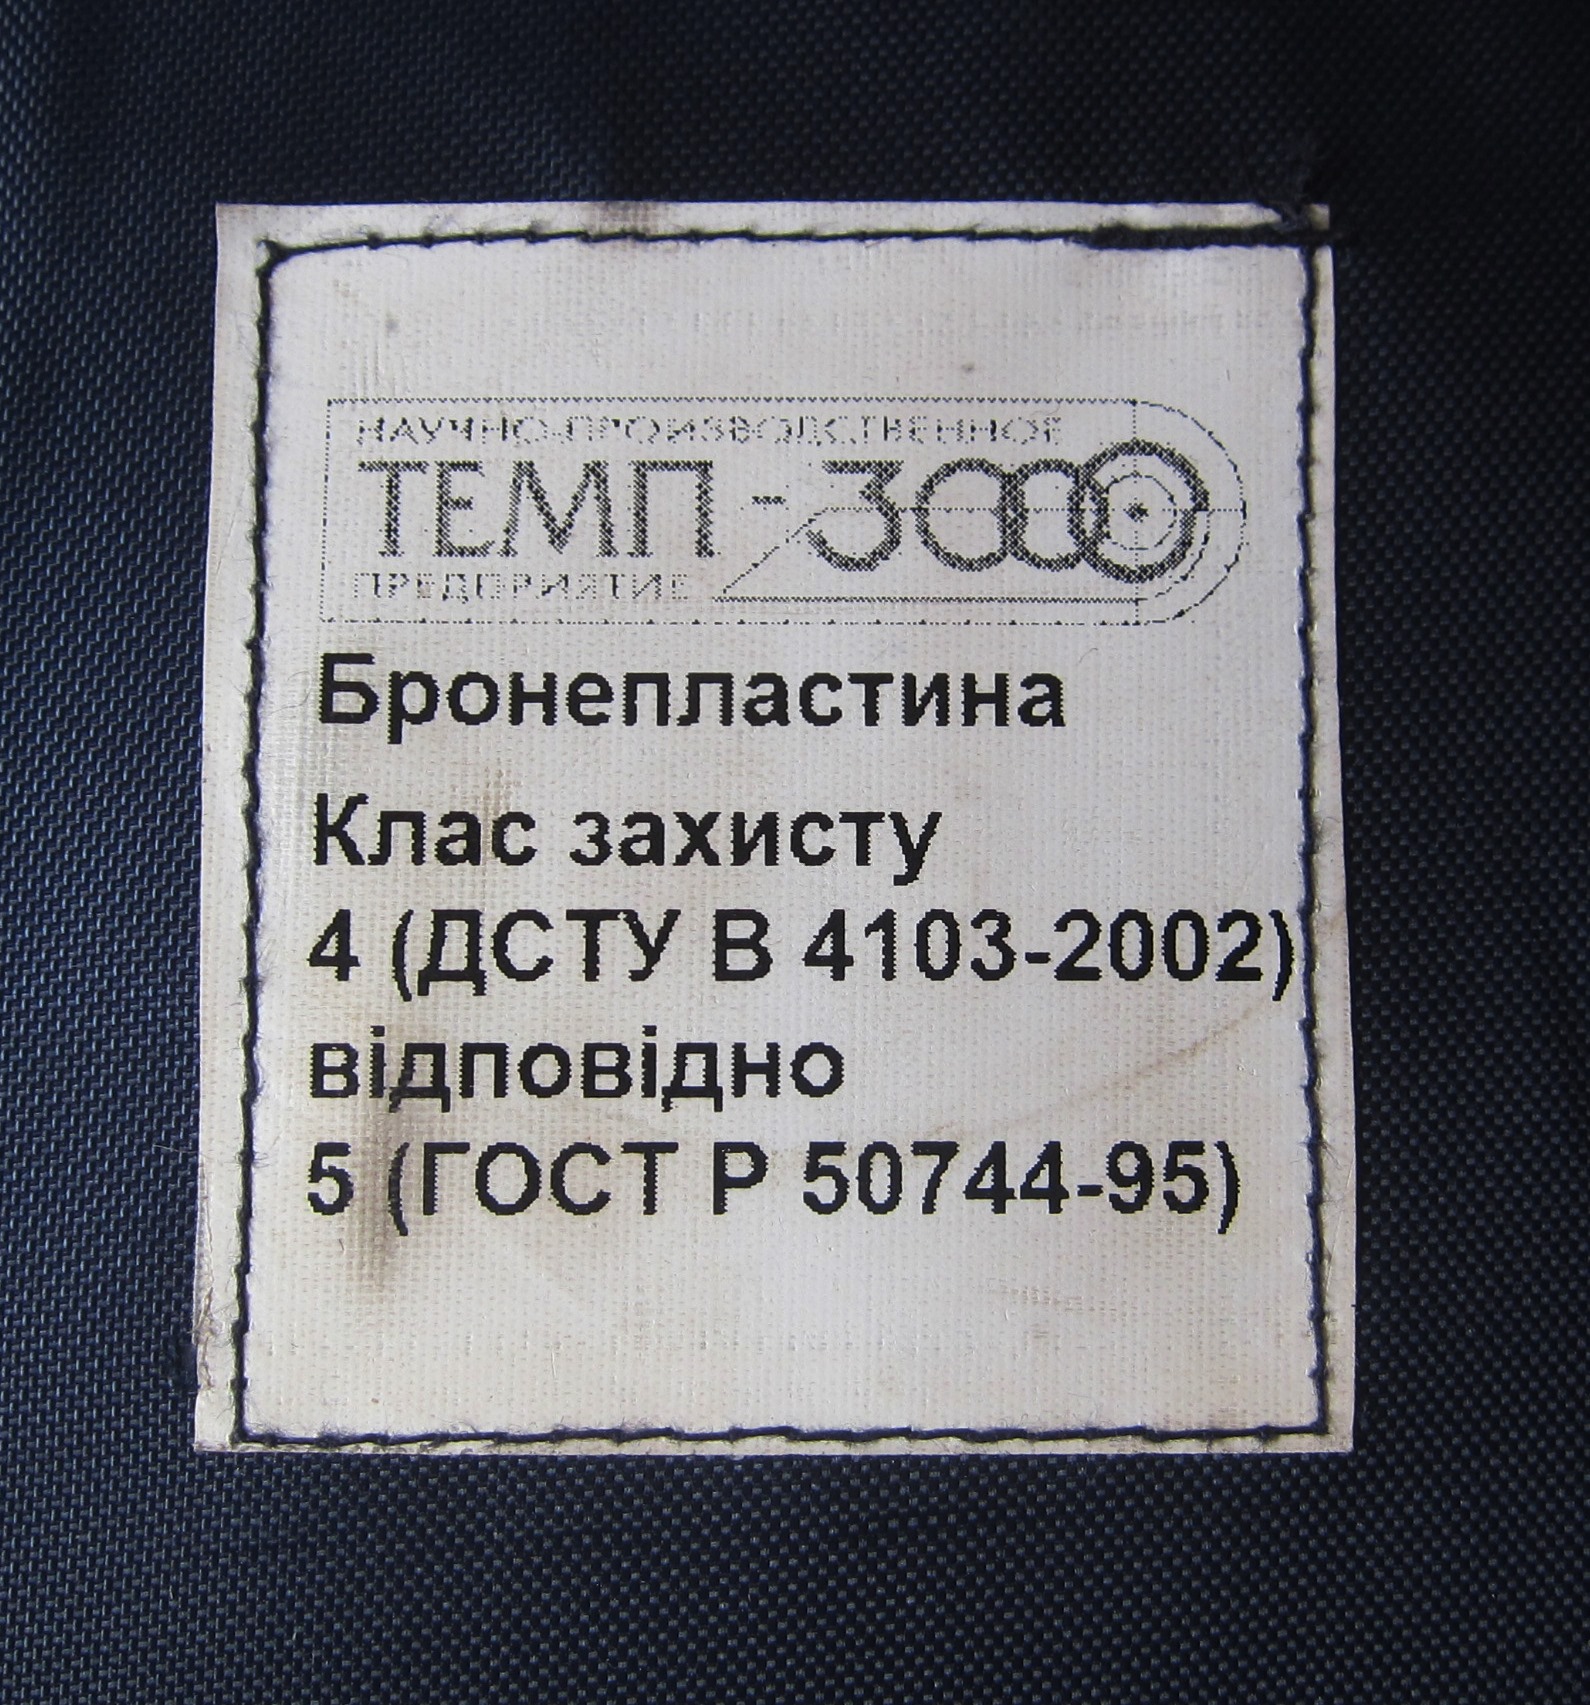 НАУЧНО-ПРОИЗВОДСТВЕННОЕ
ТЕМП-3000
ПРЕДПРИЯТИЕ
Бронепластина
Клас захисту
4 (ДСТУ В 4103-2002)
відповідно
5 (ГОСТ Р 50744-95)